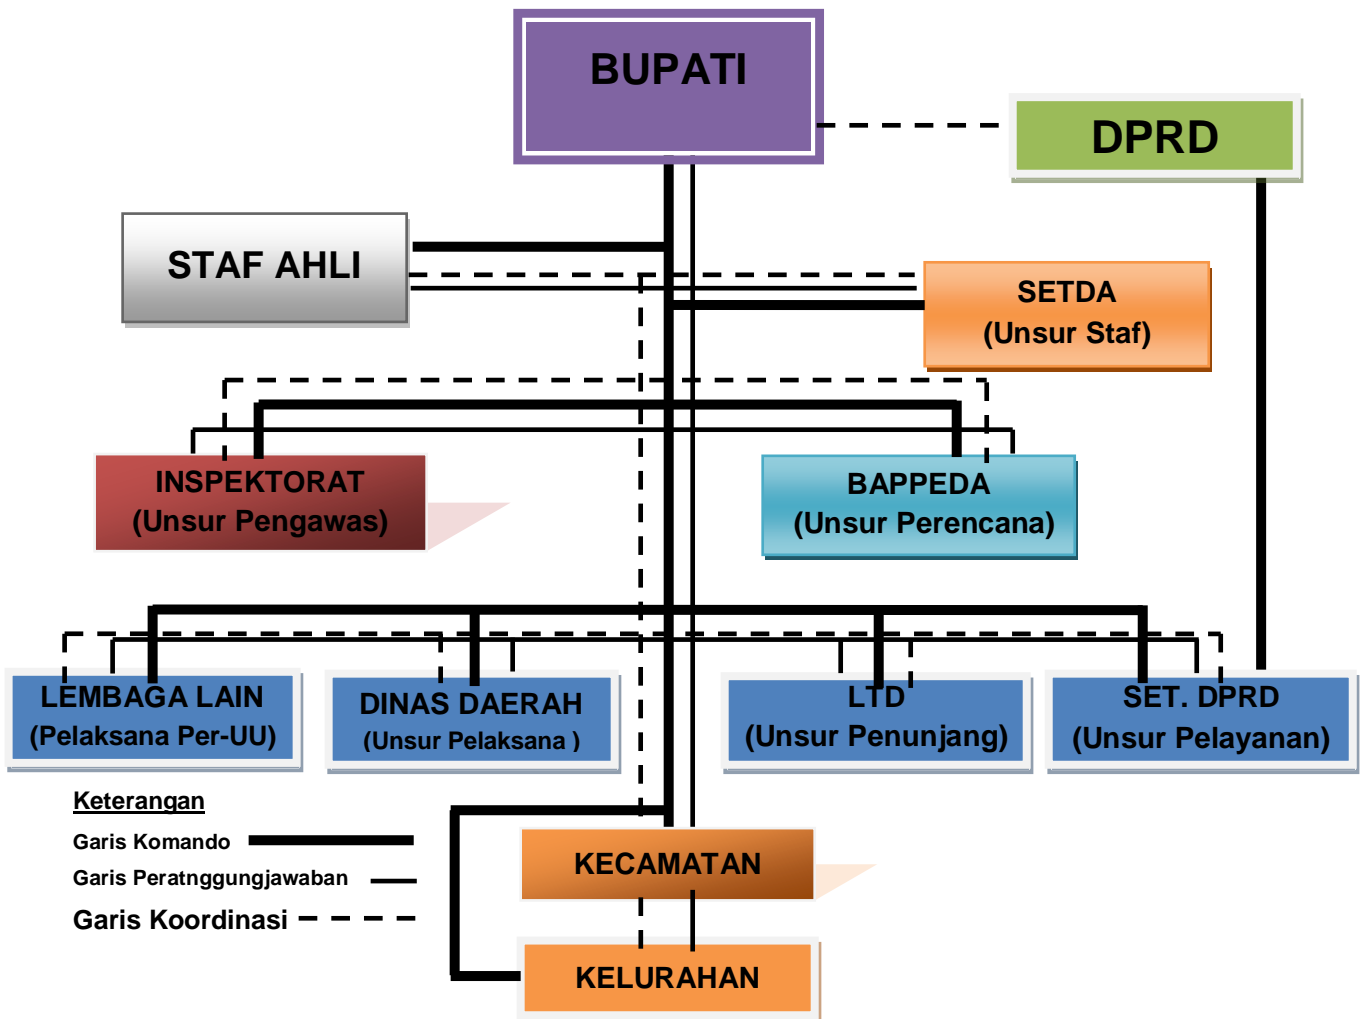 BUPATI
DPRD
STAF AHLI
SETDA
(Unsur Staf)
INSPEKTORAT
(Unsur Pengawas)
BAPPEDA
(Unsur Perencana)
LEMBAGA LAIN
(Pelaksana Per-UU)
DINAS DAERAH
(Unsur Pelaksana )
LTD
(Unsur Penunjang)
SET. DPRD
(Unsur Pelayanan)
Keterangan
Garis Komando
Garis Peratnggungjawaban
Garis Koordinasi
KECAMATAN
KELURAHAN